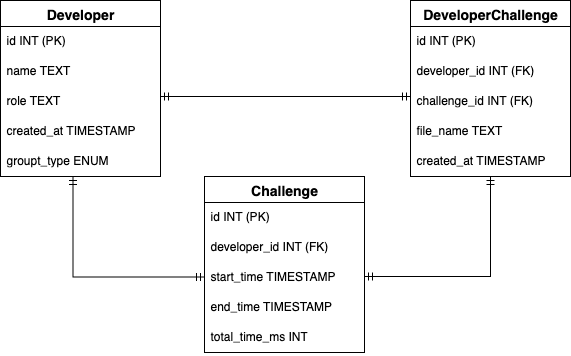 Developer
id INT (PK)
name TEXT
role TEXT
created_at TIMESTAMP
groupt_type ENUM
DeveloperChallenge
id INT (PK)
developer_id INT (FK)
challenge_id INT (FK)
file_name TEXT
created_at TIMESTAMP
Challenge
id INT (PK)
developer_id INT (FK)
start_time TIMESTAMP
end_time TIMESTAMP
total_time_ms INT